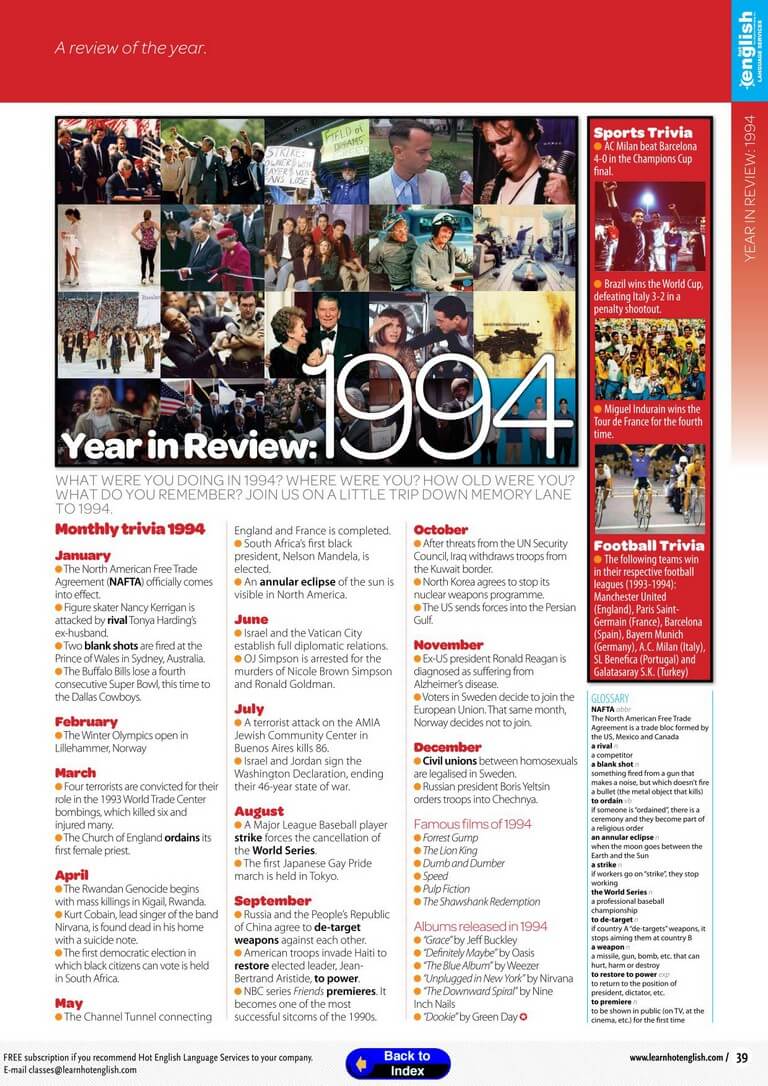 A review of the year.
english
LANGUAGE SERVICES
YEAR IN REVIEW: 1994
STRIKE:
FIELD of
DREAMS
FANS LOSE
Year in Review: 1994
WHAT WERE YOU DOING IN 1994? WHERE WERE YOU? HOW OLD WERE YOU?
WHAT DO YOU REMEMBER? JOIN US ON A LITTLE TRIP DOWN MEMORY LANE
TO 1994.
Monthly trivia 1994
January
The North American Free Trade
Agreement (NAFTA) officially comes
into effect.
Figure skater Nancy Kerrigan is
attacked by rival Tonya Harding's
ex-husband.
Two blank shots are fired at the
Prince of Wales in Sydney, Australia.
The Buffalo Bills lose a fourth
consecutive Super Bowl, this time to
the Dallas Cowboys.
February
The Winter Olympics open in
Lillehammer, Norway
March
Four terrorists are convicted for their
role in the 1993 World Trade Center
bombings, which killed six and
injured many.
The Church of England ordains its
first female priest.
April
The Rwandan Genocide begins
with mass killings in Kigail, Rwanda.
Kurt Cobain, lead singer of the band
Nirvana, is found dead in his home
with a suicide note.
The first democratic election in
which black citizens can vote is held
in South Africa.
May
The Channel Tunnel connecting
England and France is completed.
South Africa's first black
president, Nelson Mandela, is
elected.
An annular eclipse of the sun is
visible in North America.
June
Israel and the Vatican City
establish full diplomatic relations.
OJ Simpson is arrested for the
murders of Nicole Brown Simpson
and Ronald Goldman.
July
A terrorist attack on the AMIA
Jewish Community Center in
Buenos Aires kills 86.
Israel and Jordan sign the
Washington Declaration, ending
their 46-year state of war.
August
A Major League Baseball player
strike forces the cancellation of
the World Series.
The first Japanese Gay Pride
march is held in Tokyo.
September
Russia and the People's Republic
of China agree to de-target
weapons against each other.
American troops invade Haiti to
restore elected leader, Jean-
Bertrand Aristide, to power.
NBC series Friends premieres. It
becomes one of the most
successful sitcoms of the 1990s.
October
After threats from the UN Security
Council, Iraq withdraws troops from
the Kuwait border.
North Korea agrees to stop its
nuclear weapons programme.
The US sends forces into the Persian
Gulf.
November
Ex-US president Ronald Reagan is
diagnosed as suffering from
Alzheimer's disease.
Voters in Sweden decide to join the
European Union. That same month,
Norway decides not to join.
December
Civil unions between homosexuals
are legalised in Sweden.
Russian president Boris Yeltsin
orders troops into Chechnya.
Famous films of 1994
Forrest Gump
The Lion King
Dumb and Dumber
Speed
Pulp Fiction
The Shawshank Redemption
Albums released in 1994
"Grace" by Jeff Buckley
"Definitely Maybe" by Oasis
"The Blue Album" by Weezer
"Unplugged in New York" by Nirvana
"The Downward Spiral" by Nine
Inch Nails
"Dookie" by Green Day
Sports Trivia
AC Milan beat Barcelona
4-0 in the Champions Cup
final.
Brazil wins the World Cup,
defeating Italy 3-2 in a
penalty shootout.
Miguel Indurain wins the
Tour de France for the fourth
time.
Football Trivia
The following teams win
in their respective football
leagues (1993-1994):
Manchester United
(England), Paris Saint-
Germain (France), Barcelona
(Spain), Bayern Munich
(Germany), A.C. Milan (Italy),
SL Benefica (Portugal) and
Galatasaray S.K. (Turkey)
GLOSSARY
NAFTA abbr
The North American Free Trade
Agreement is a trade bloc formed by
the US, Mexico and Canada
a rival n
a competitor
a blank shot n
something fired from a gun that
makes a noise, but which doesn't fire
a bullet (the metal object that kills)
to ordain vb
if someone is "ordained", there is a
ceremony and they become part of
a religious order
an annular eclipse n
when the moon goes between the
Earth and the Sun
a strike n
if workers go on "strike", they stop
working
the World Series n
a professional baseball
championship
to de-target n
if country A "de-targets" weapons, it
stops aiming them at country B
a weapon n
a missile, gun, bomb, etc. that can
hurt, harm or destroy
to restore to power exp
to return to the position of
president, dictator, etc.
to premiere n
to be shown in public (on TV, at the
cinema, etc.) for the first time
FREE subscription if you recommend Hot English Language Services to your company.
E-mail classes@learnhotenglish.com
Back to
Index
www.learnhotenglish.com / 39